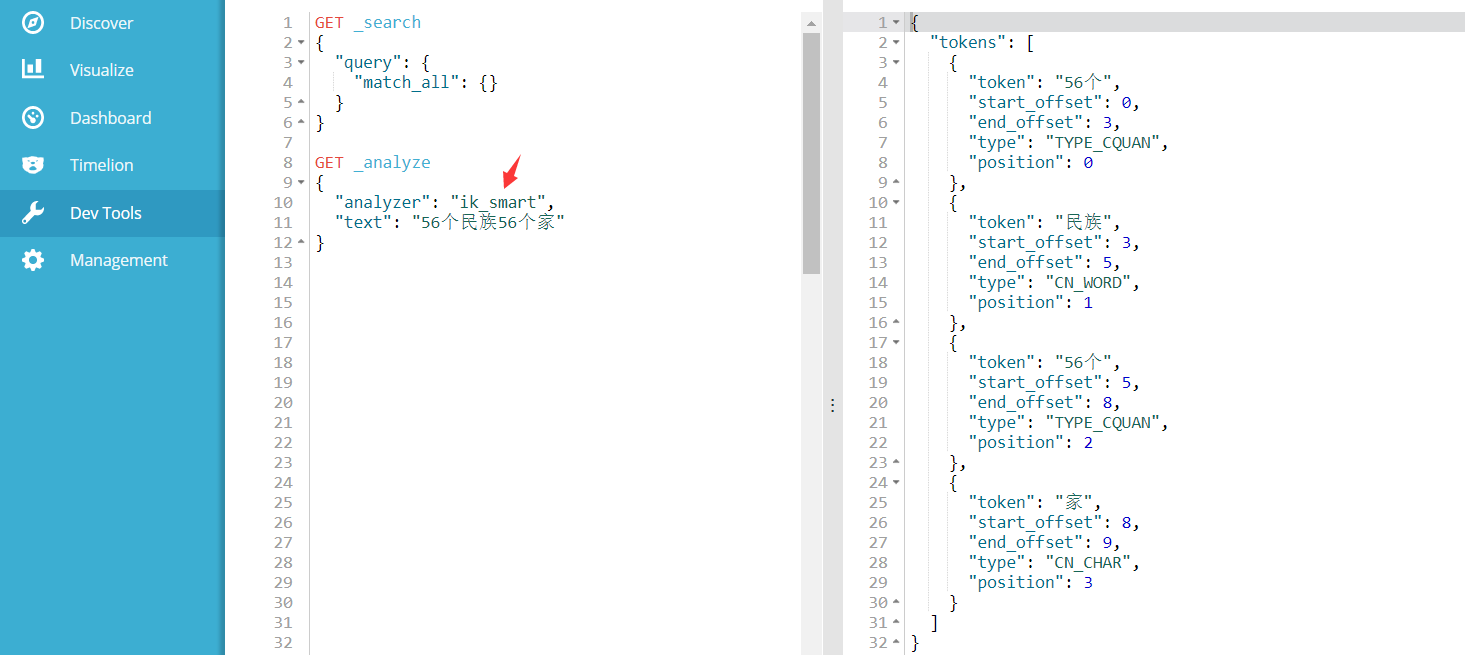 Discover
Visualize
Dashboard
Timelion
Dev Tools
Management
1 GET _search
2 {
3 "query": {
4 "match_all": {}
5 }
6 }
7
8 GET _analyze
9 {
10 "analyzer": "ik_smart",
11 "text": "56个民族56个家"
12 }
13
14
15
16
17
18
19
20
21
22
23
24
25
26
27
28
29
30
31
32
1 {
2 "tokens": [
3 {
4 "token": "56个",
5 "start_offset": 0,
6 "end_offset": 3,
7 "type": "TYPE_CQUAN",
8 "position": 0
9 },
10 {
11 "token": "民族",
12 "start_offset": 3,
13 "end_offset": 5,
14 "type": "CN_WORD",
15 "position": 1
16 },
17 {
18 "token": "56个",
19 "start_offset": 5,
20 "end_offset": 8,
21 "type": "TYPE_CQUAN",
22 "position": 2
23 },
24 {
25 "token": "家",
26 "start_offset": 8,
27 "end_offset": 9,
28 "type": "CN_CHAR",
29 "position": 3
30 }
31 ]
32 }